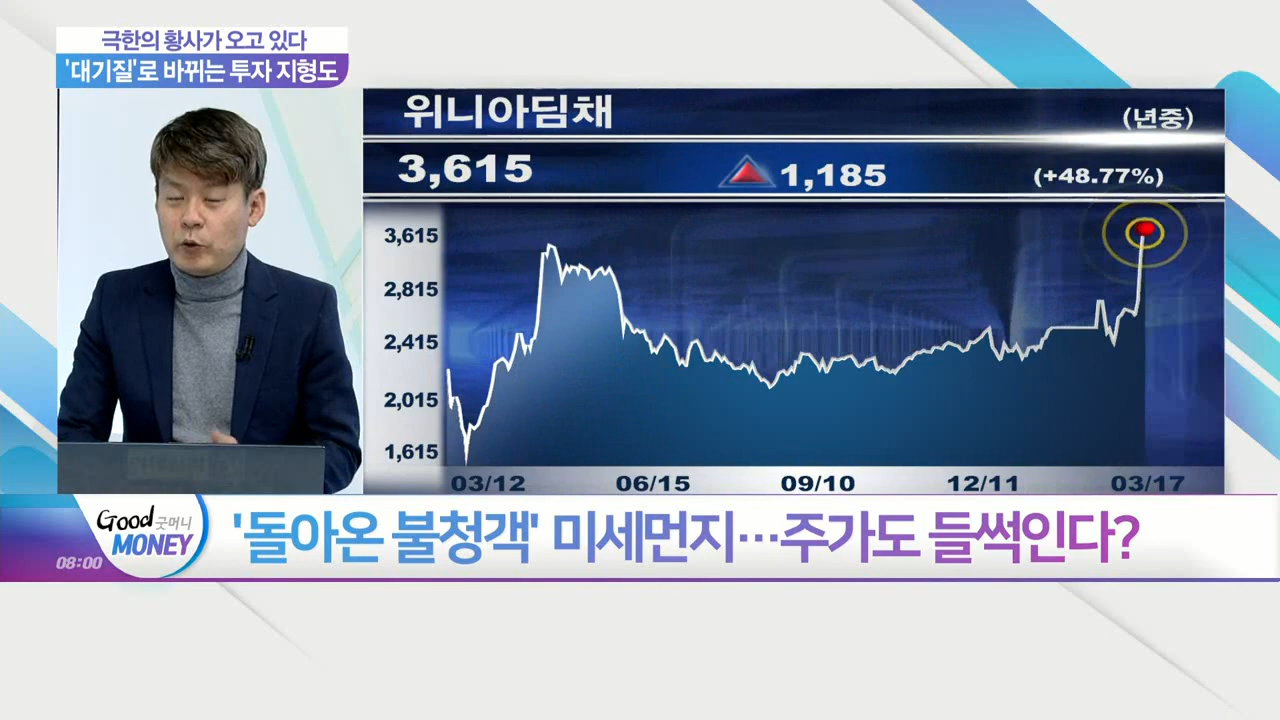 극한의 황사가 오고 있다
'대기질'로 바뀌는 투자 지형도
위니아딤채
(년중)
3,615
1,185
(+48.77%)
3,615
2,815
2,415
2,015
1,615
03/12 06/15 09/10 12/11 03/17
Good 굿머니
MONEY
08:00
'돌아온 불청객' 미세먼지…주가도 들썩인다?